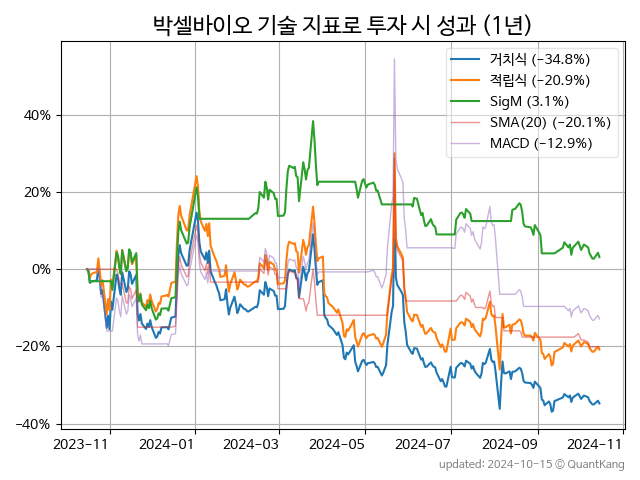 박셀바이오 기술 지표로 투자 시 성과 (1년)
거치식 (−34.8%)
적립식 (−20.9%)
SigM (3.1%)
SMA(20) (−20.1%)
MACD (−12.9%)
40%
20%
0%
−20%
−40%
2023-11 2024-01 2024-03 2024-05 2024-07 2024-09 2024-11
updated: 2024-10-15 © QuantKang